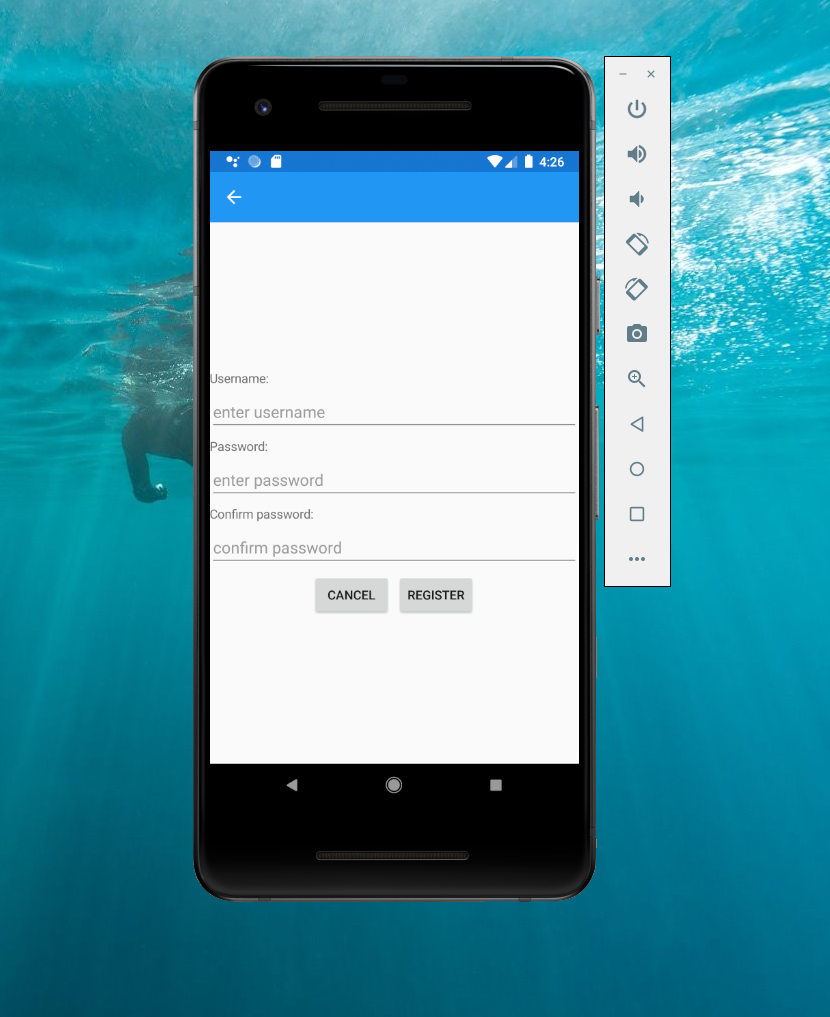 4:26
Username:
enter username
Password:
enter password
Confirm password:
confirm password
CANCEL REGISTER